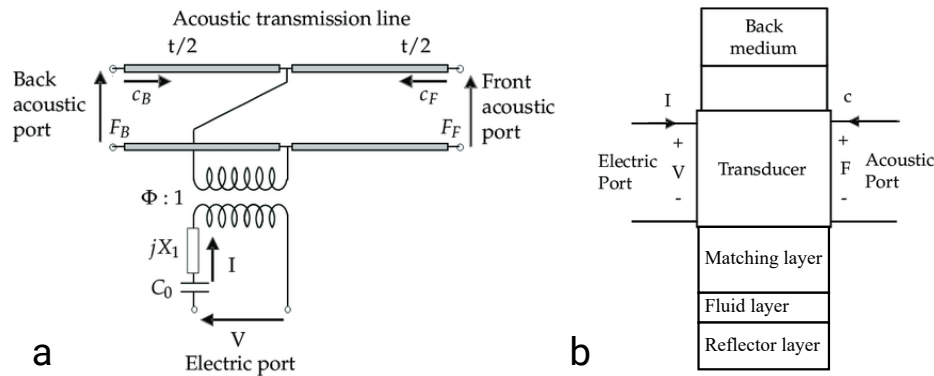 Acoustic transmission line
t/2
t/2
Back
acoustic
port
c_B
c_F
Front
acoustic
port
F_B
F_F
Φ : 1
jX_1
I
C_0
V
Electric port
a
Back
medium
I
c
+
+
Electric
Port
V
Transducer
F
Acoustic
Port
-
-
Matching layer
Fluid layer
Reflector layer
b